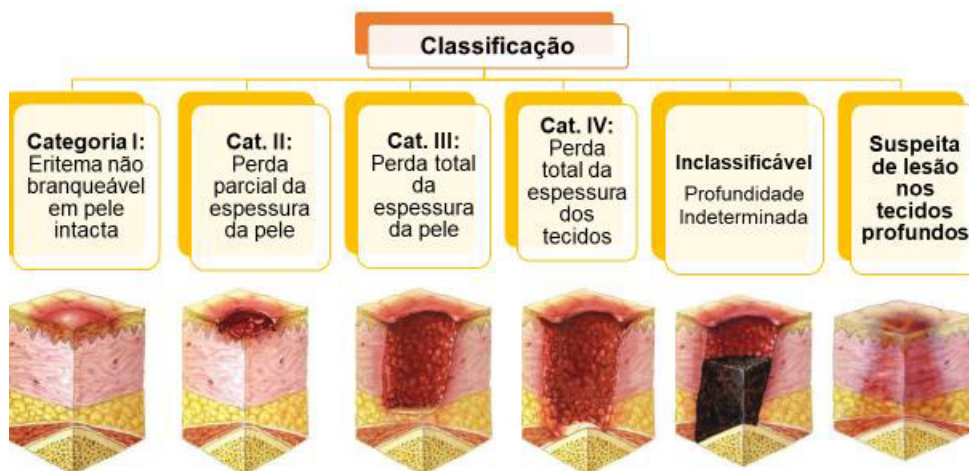 Classificação
Categoria I:
Eritema não
branqueável
em pele
intacta
Cat. II:
Perda
parcial da
espessura
da pele
Cat. III:
Perda total
da
espessura
da pele
Cat. IV:
Perda
total da
espessura
dos
tecidos
Inclassificável
Profundidade
Indeterminada
Suspeita
de lesão
nos
tecidos
profundos